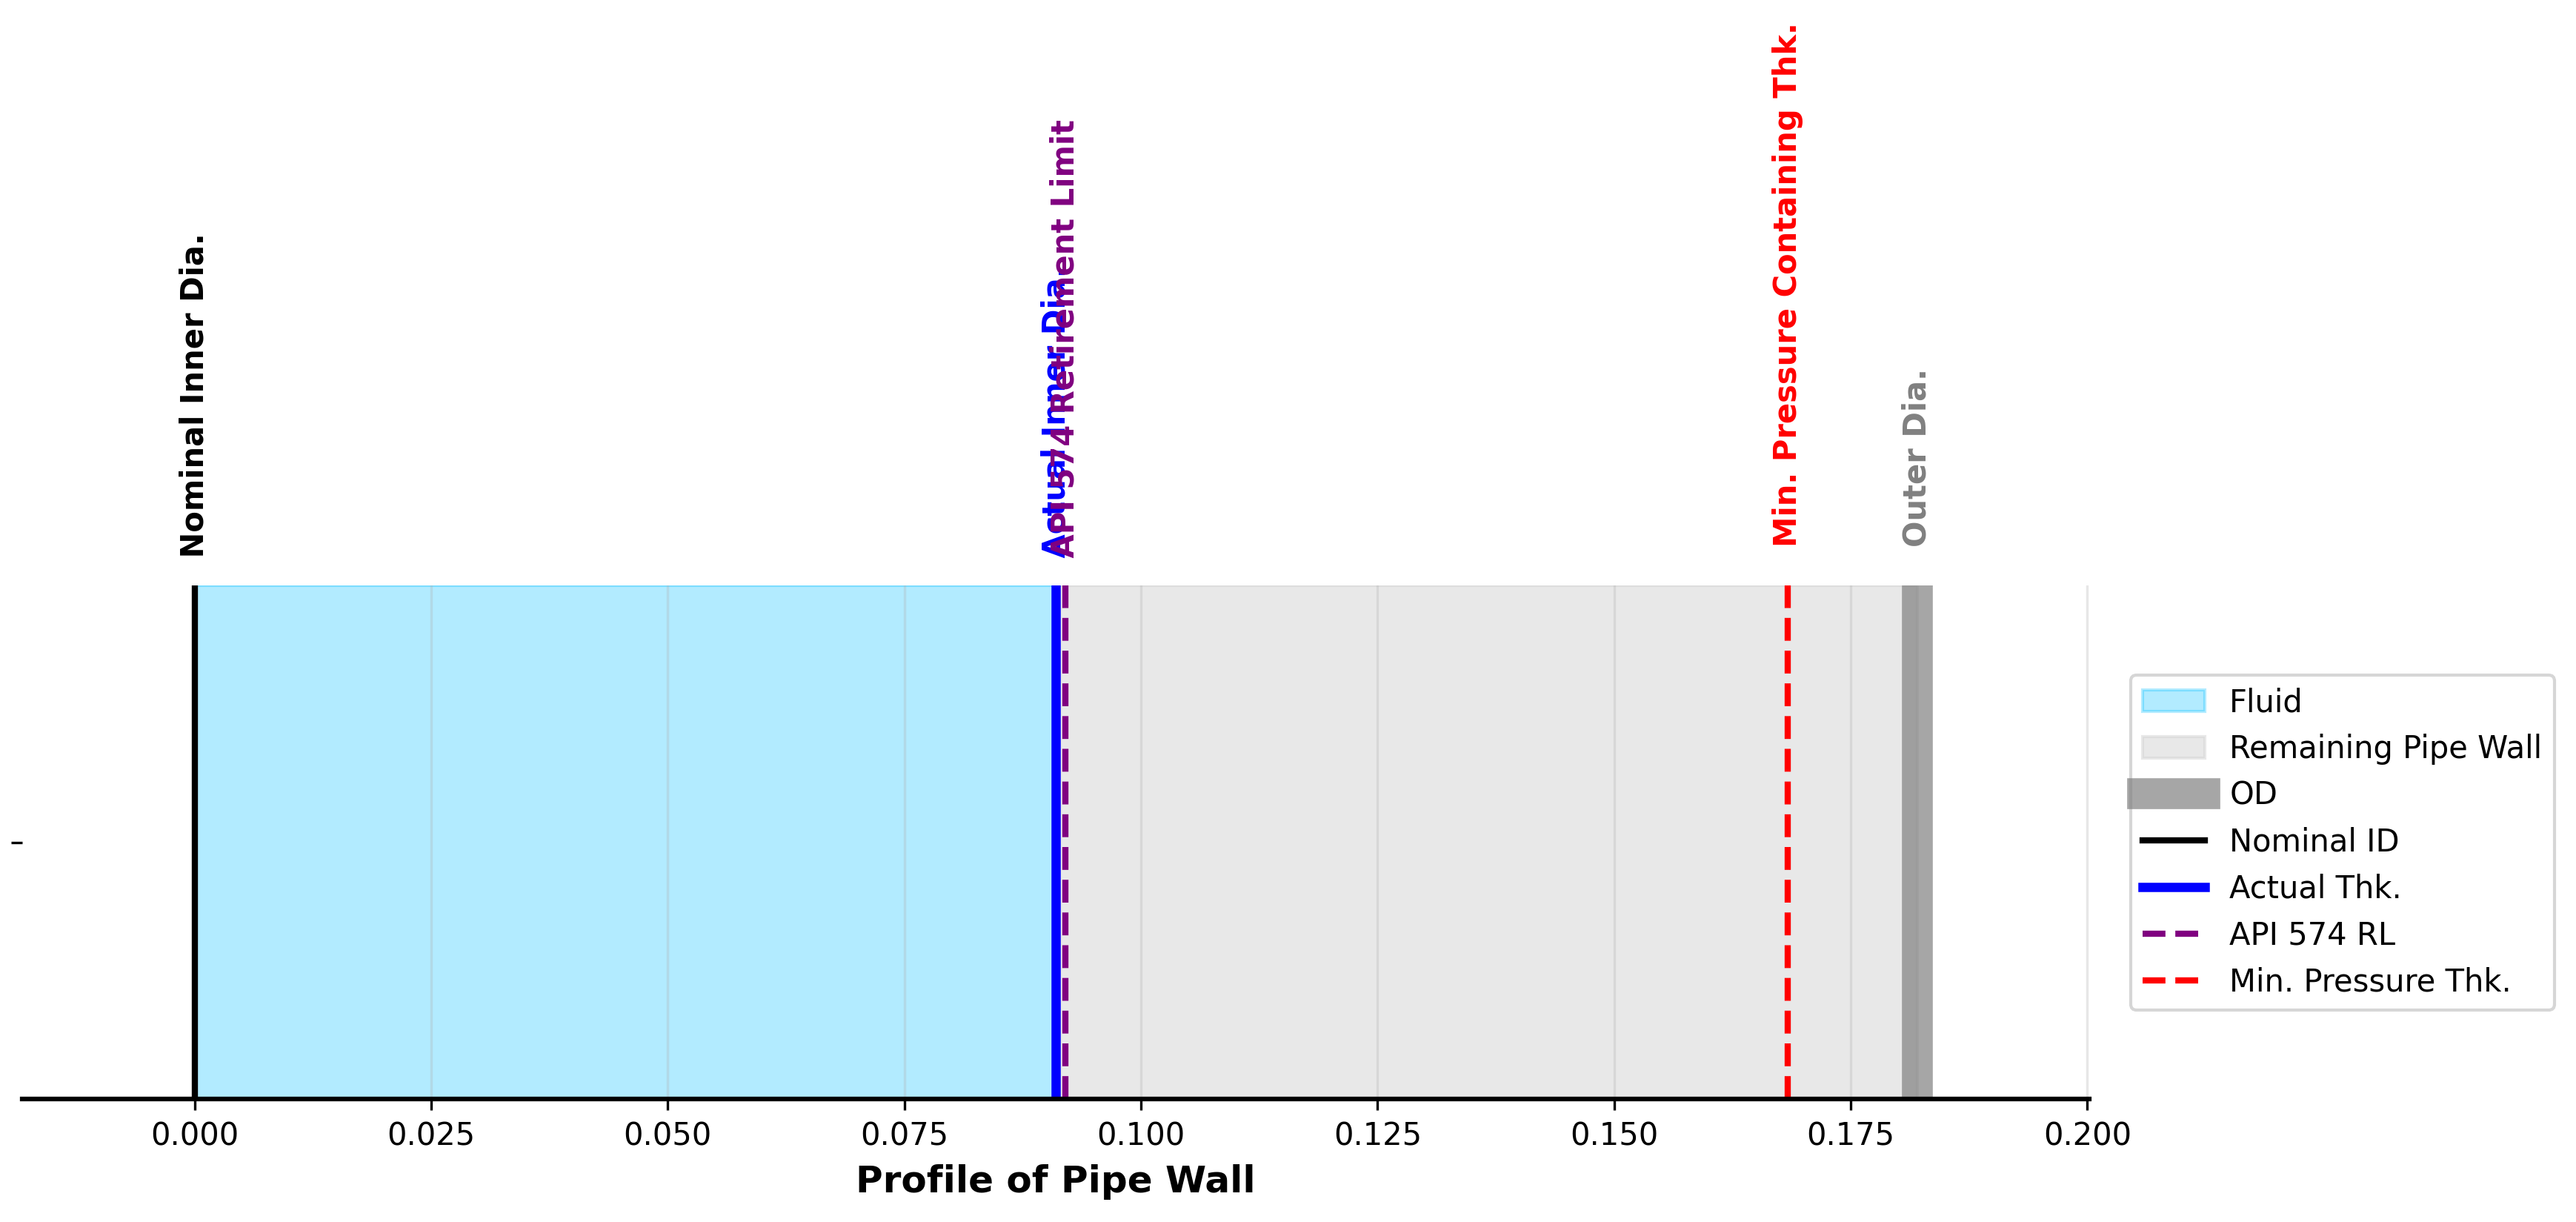 Nominal Inner Dia.
Actual Inner Dia.
API 574 Retirement Limit
Min. Pressure Containing Thk.
Outer Dia.
Fluid
Remaining Pipe Wall
OD
Nominal ID
Actual Thk.
API 574 RL
Min. Pressure Thk.
0.000 0.025 0.050 0.075 0.100 0.125 0.150 0.175 0.200
Profile of Pipe Wall